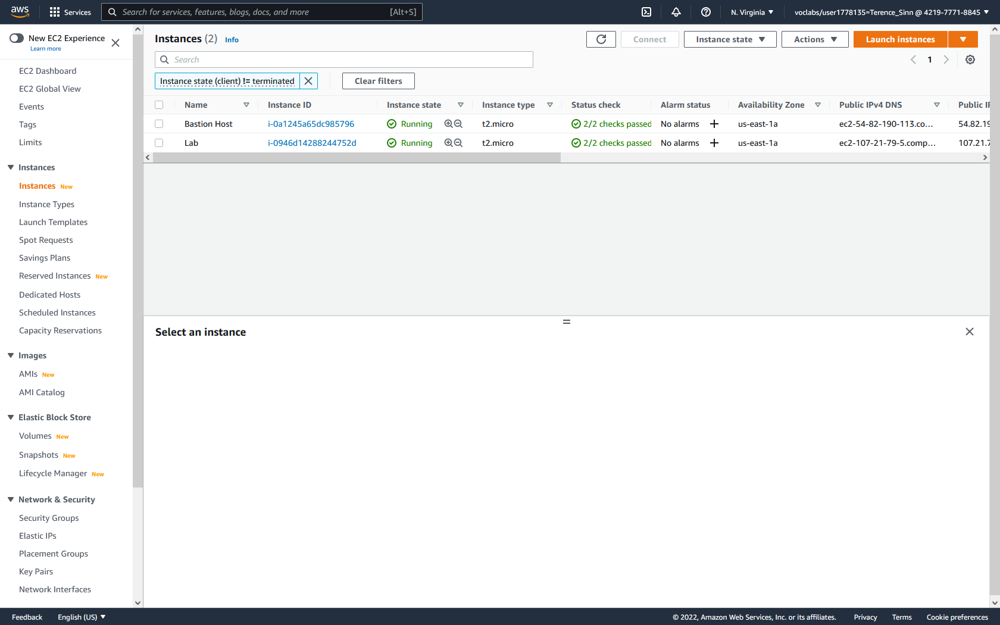 aws
Services
Search for services, features, blogs, docs, and more
[Alt+S]
N. Virginia
voclabs/user1778135=Terence_Sinn @ 4219-7771-8845
New EC2 Experience
Learn more
EC2 Dashboard
EC2 Global View
Events
Tags
Limits
Instances
Instances New
Instance Types
Launch Templates
Spot Requests
Savings Plans
Reserved Instances New
Dedicated Hosts
Scheduled Instances
Capacity Reservations
Images
AMIs New
AMI Catalog
Elastic Block Store
Volumes New
Snapshots New
Lifecycle Manager New
Network & Security
Security Groups
Elastic IPs
Placement Groups
Key Pairs
Network Interfaces
Instances (2) Info
Connect
Instance state
Actions
Launch instances
Search
1
Instance state (client) != terminated
Clear filters
Name Instance ID Instance state Instance type Status check Alarm status Availability Zone Public IPv4 DNS Public IP
Bastion Host i-0a1245a65dc985796 Running t2.micro 2/2 checks passed No alarms us-east-1a ec2-54-82-190-113.co... 54.82.19
Lab i-0946d14288244752d Running t2.micro 2/2 checks passed No alarms us-east-1a ec2-107-21-79-5.comp... 107.21.7
Select an instance
Feedback
English (US)
© 2022, Amazon Web Services, Inc. or its affiliates.
Privacy
Terms
Cookie preferences